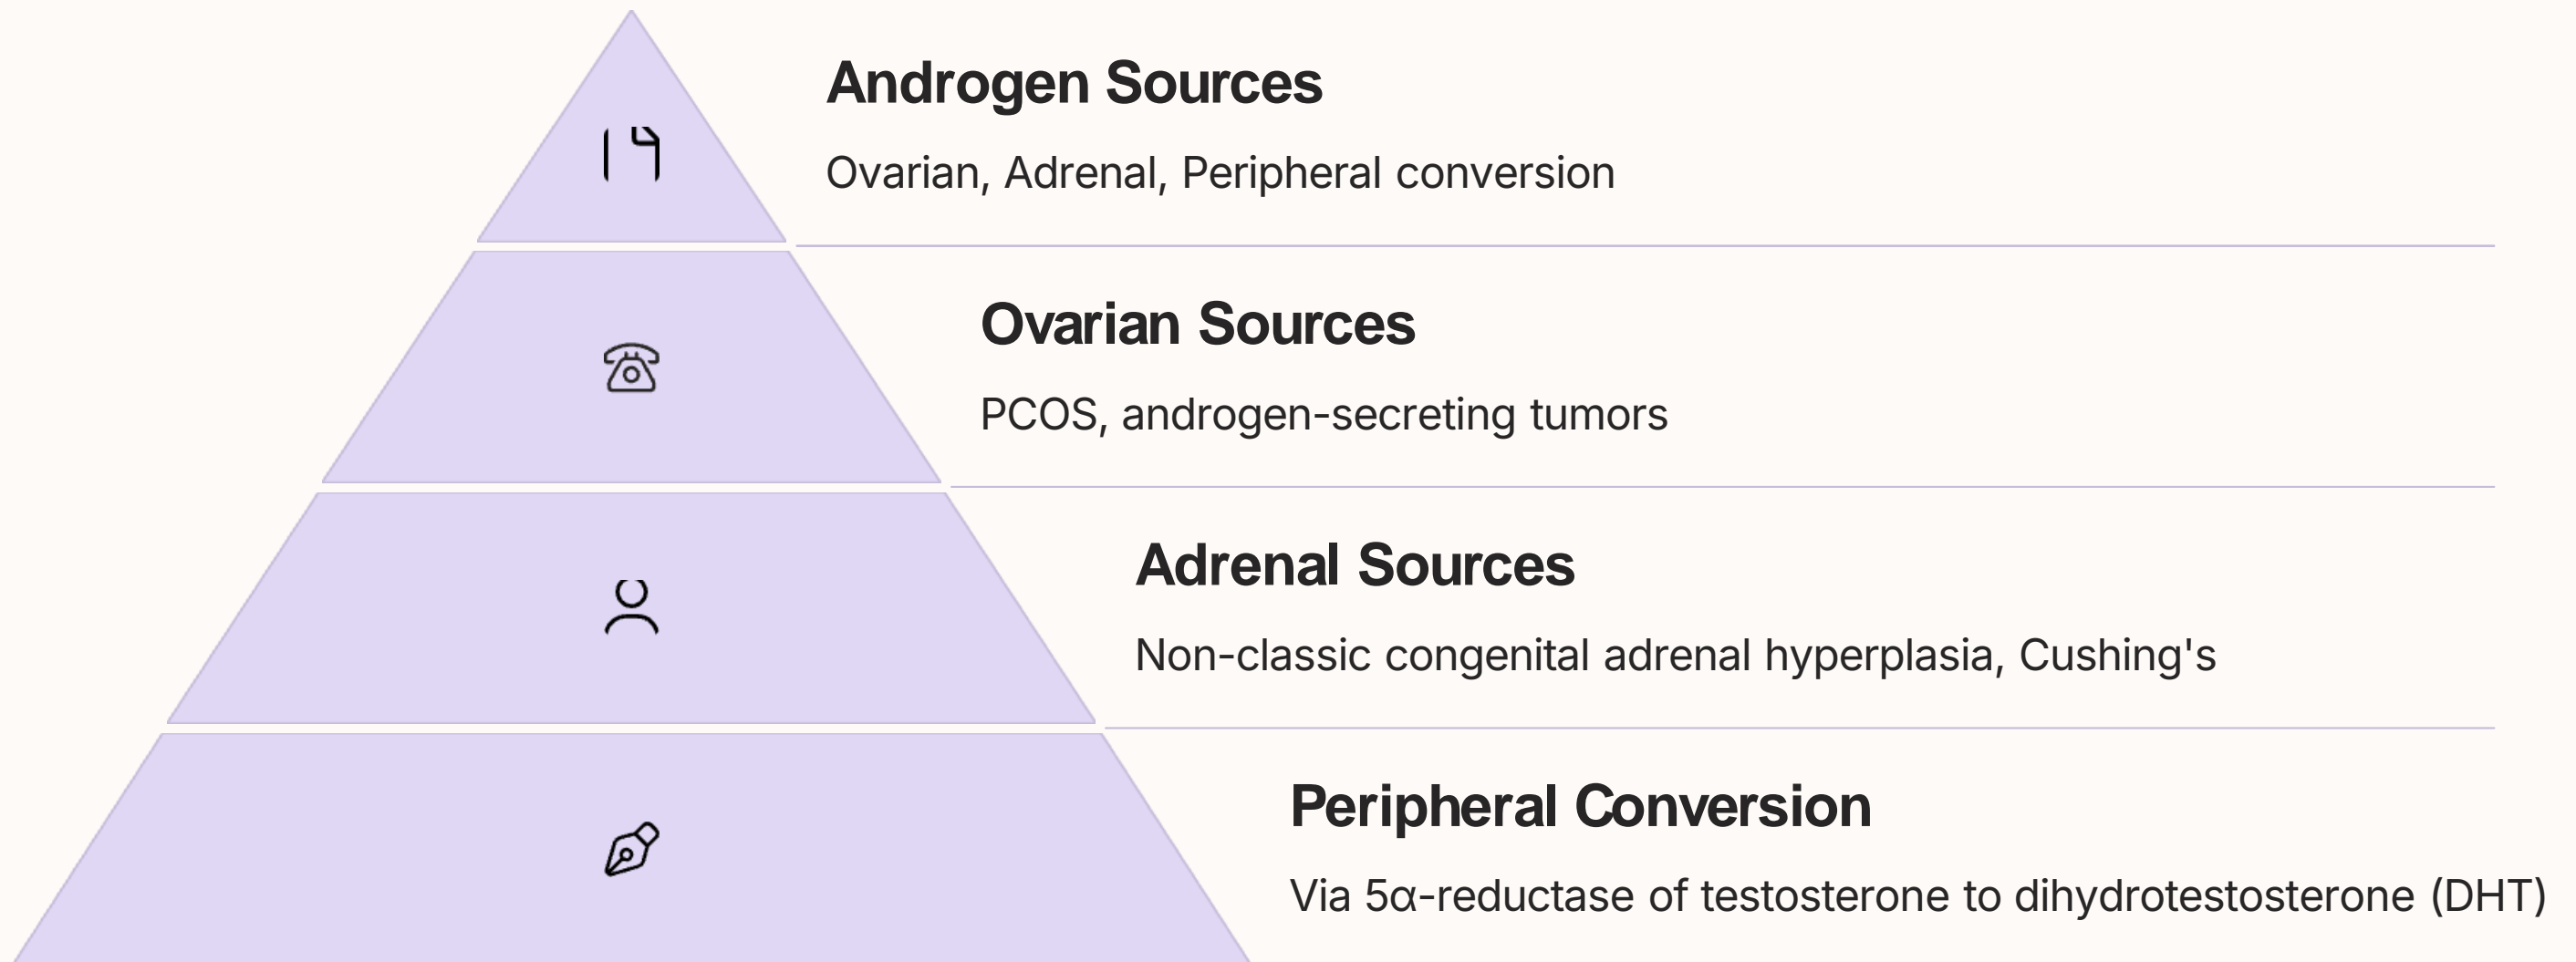 Androgen Sources
Ovarian, Adrenal, Peripheral conversion
Ovarian Sources
PCOS, androgen-secreting tumors
Adrenal Sources
Non-classic congenital adrenal hyperplasia, Cushing's
Peripheral Conversion
Via 5α-reductase of testosterone to dihydrotestosterone (DHT)